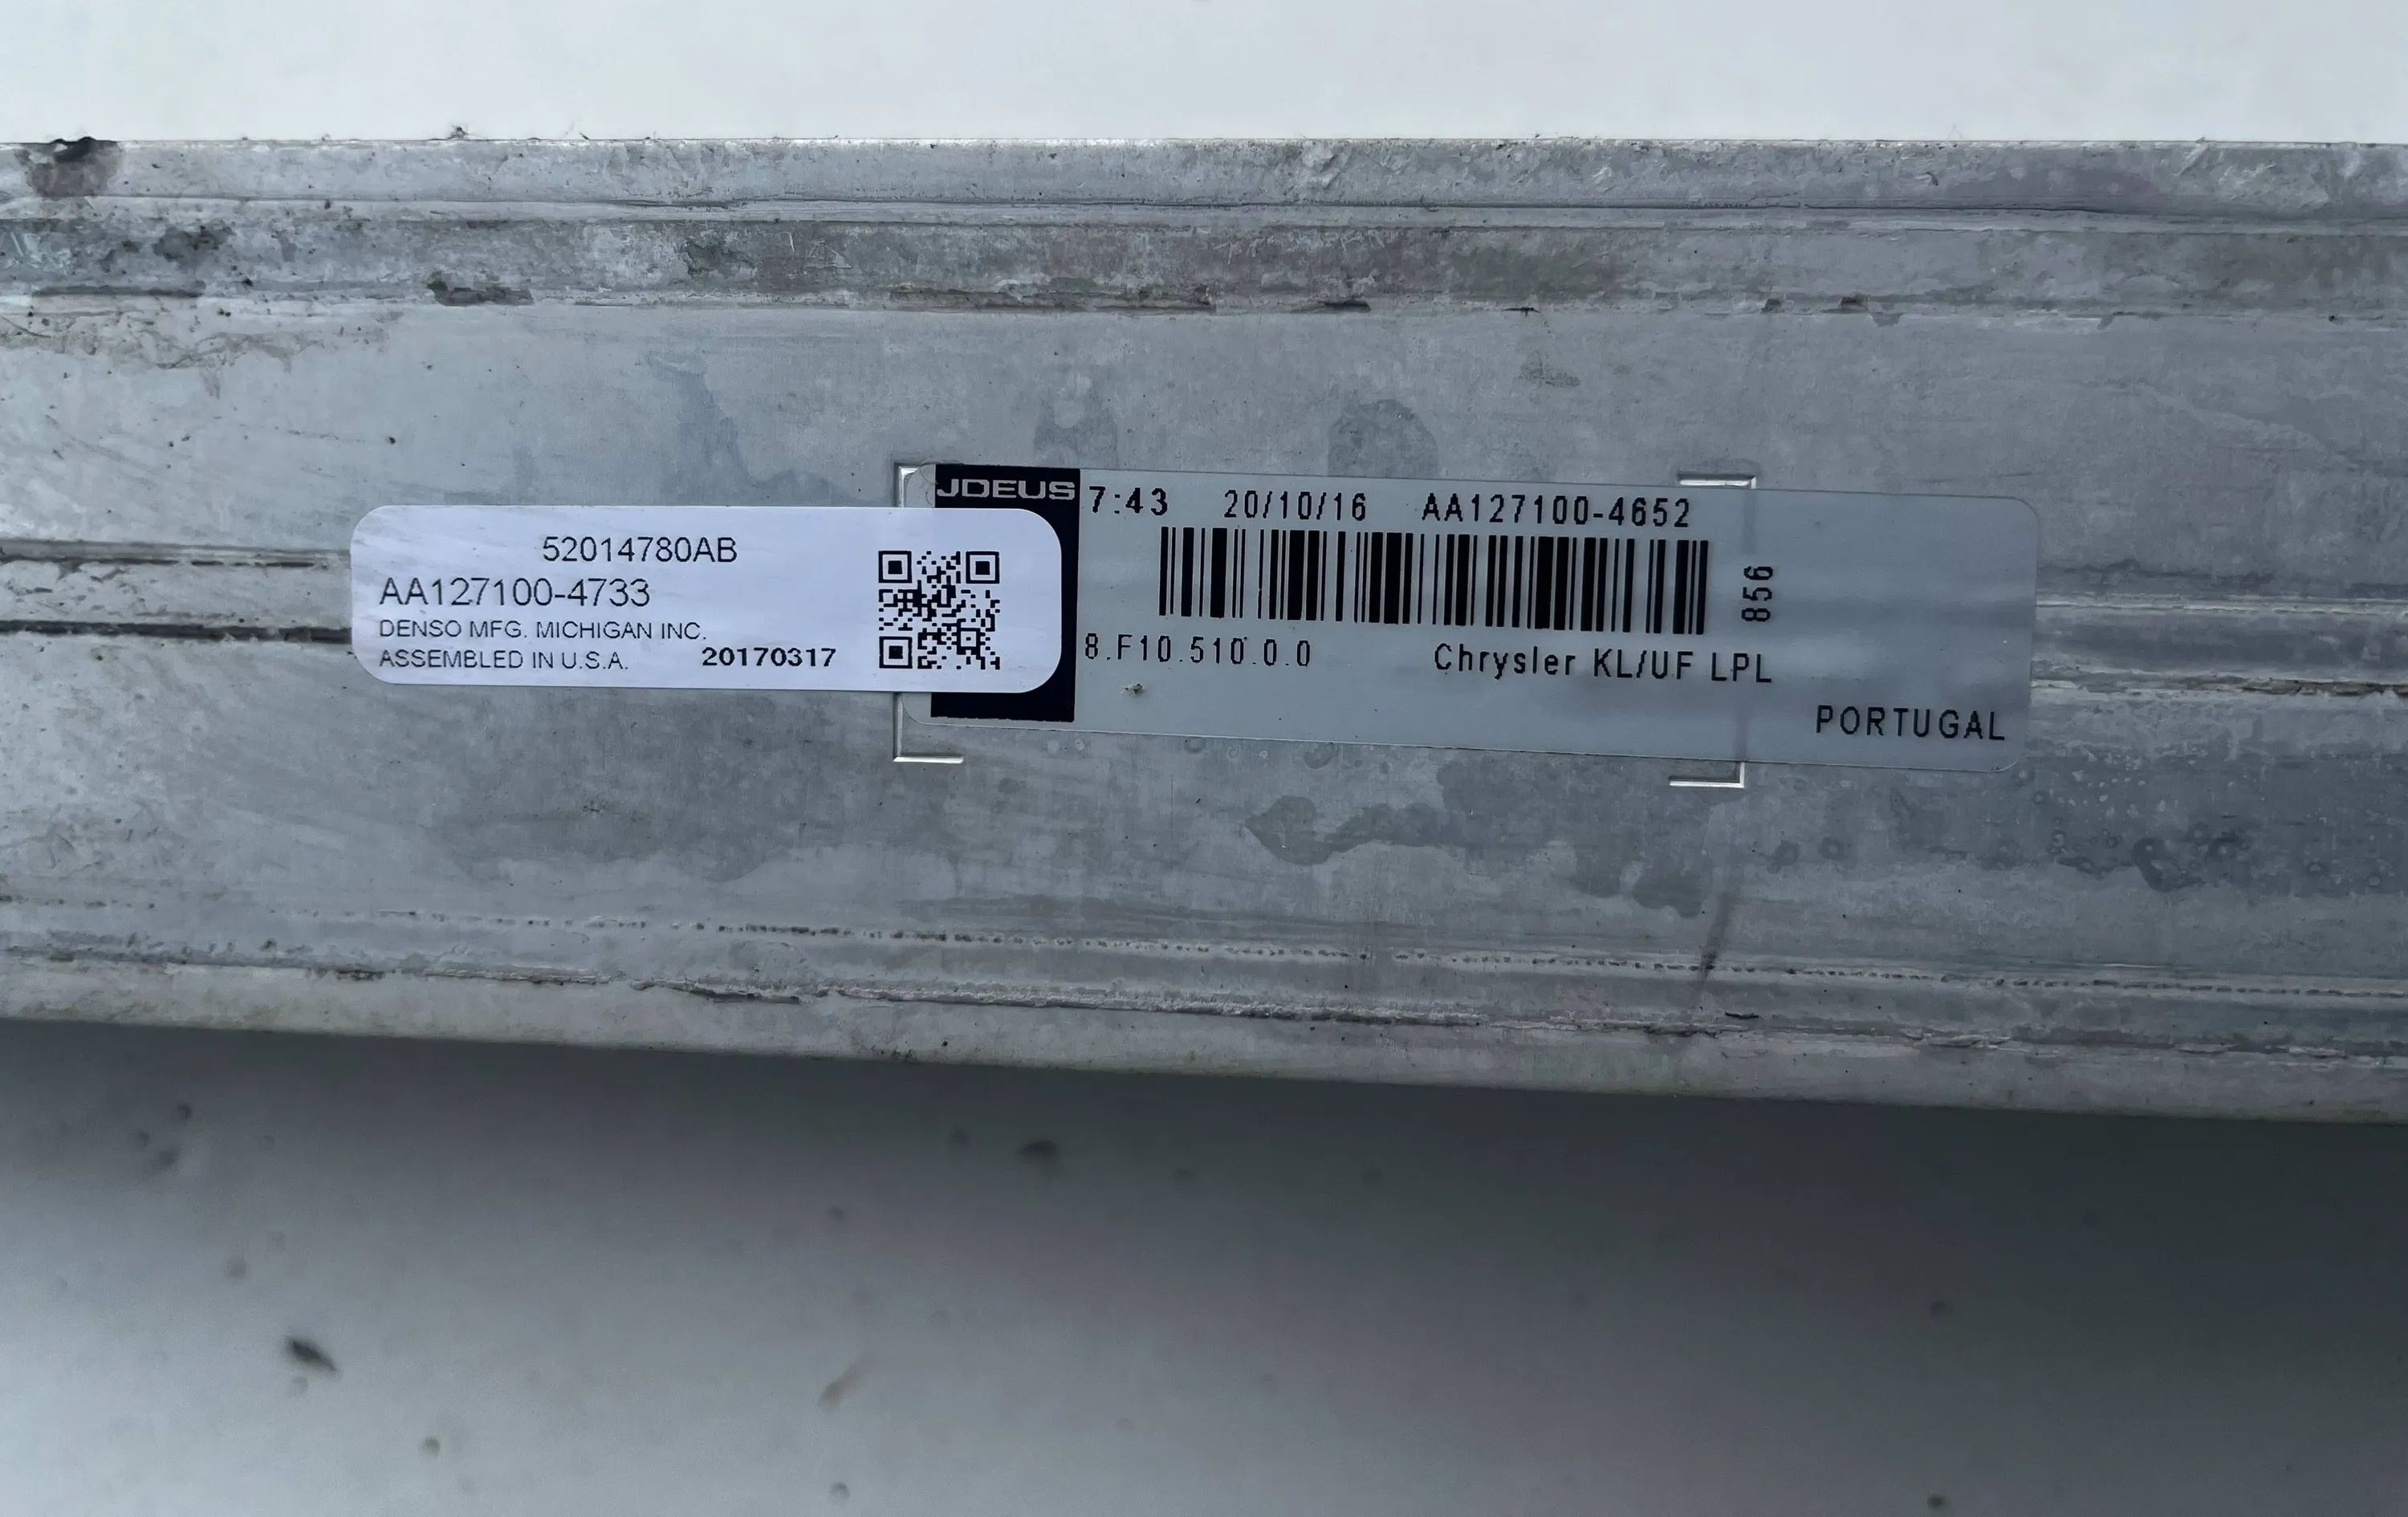 52014780AB
AA127100-4733
DENSO MFG. MICHIGAN INC.
ASSEMBLED IN U.S.A. 20170317
JDEUS 7:43 20/10/16 AA127100-4652
856
8.F10.510.0.0 Chrysler KL/UF LPL
PORTUGAL